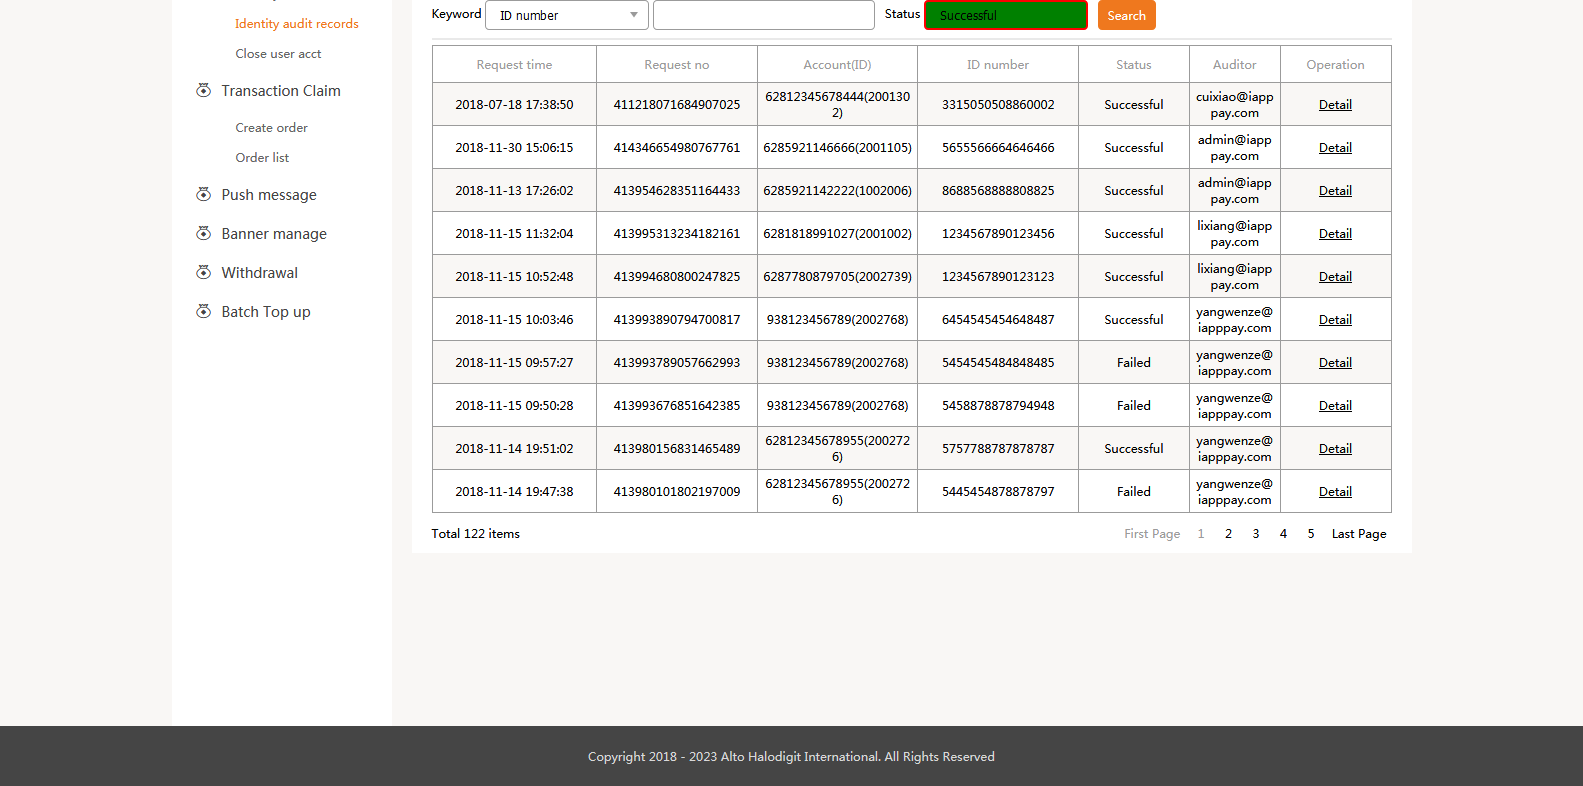 Identity audit records
Close user acct
Transaction Claim
Create order
Order list
Push message
Banner manage
Withdrawal
Batch Top up
Keyword ID number Status Successful Search
Request time Request no Account(ID) ID number Status Auditor Operation
2018-07-18 17:38:50 411218071684907025 62812345678444(2001302) 3315050508860002 Successful cuixiao@iapppay.com Detail
2018-11-30 15:06:15 414346654980767761 6285921146666(2001105) 5655566664646466 Successful admin@iapppay.com Detail
2018-11-13 17:26:02 413954628351164433 6285921142222(1002006) 8688568888808825 Successful admin@iapppay.com Detail
2018-11-15 11:32:04 413995313234182161 6281818991027(2001002) 1234567890123456 Successful lixiang@iapppay.com Detail
2018-11-15 10:52:48 413994680800247825 6287780879705(2002739) 1234567890123123 Successful lixiang@iapppay.com Detail
2018-11-15 10:03:46 413993890794700817 938123456789(2002768) 6454545454648487 Successful yangwenze@iapppay.com Detail
2018-11-15 09:57:27 413993789057662993 938123456789(2002768) 5454545484848485 Failed yangwenze@iapppay.com Detail
2018-11-15 09:50:28 413993676851642385 938123456789(2002768) 5458878878794948 Failed yangwenze@iapppay.com Detail
2018-11-14 19:51:02 413980156831465489 62812345678955(2002726) 5757788787878787 Successful yangwenze@iapppay.com Detail
2018-11-14 19:47:38 413980101802197009 62812345678955(2002726) 5445454878878797 Failed yangwenze@iapppay.com Detail
Total 122 items First Page 1 2 3 4 5 Last Page
Copyright 2018 - 2023 Alto Halodigit International. All Rights Reserved